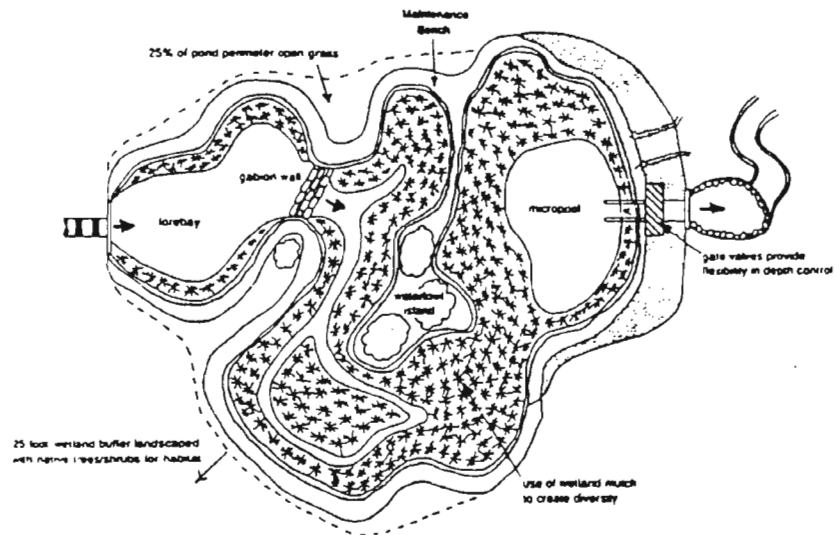 Maintenance
Bench
25% of pond perimeter open grass
gabion wall
forebay
micropool
gate valves provide
flexibility in depth control
waterfowl
island
25 foot wetland buffer landscaped
with native trees/shrubs for habitat
use of wetland mulch
to create diversity